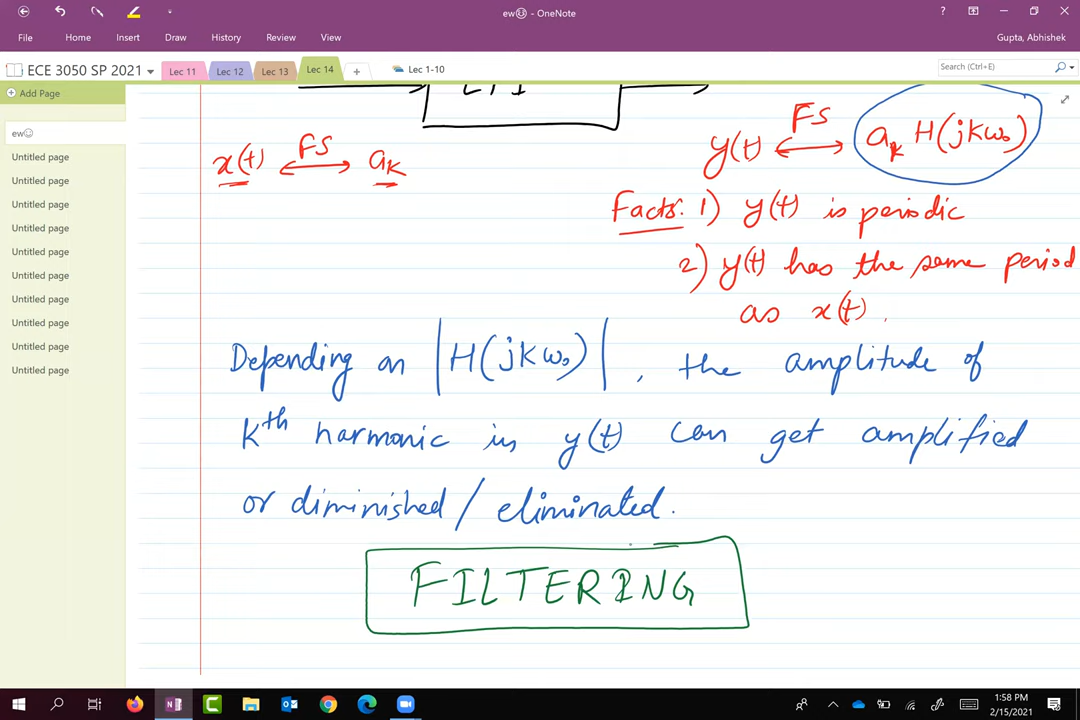 ew☺ - OneNote
?
File Home Insert Draw History Review View
Gupta, Abhishek
ECE 3050 SP 2021
Lec 11
Lec 12
Lec 13
Lec 14
+
Lec 1-10
Search (Ctrl+E)
+ Add Page
ew☺
Untitled page
Untitled page
Untitled page
Untitled page
Untitled page
Untitled page
Untitled page
Untitled page
Untitled page
Untitled page
LTI
x(t) ⟷ FS aₖ
y(t) ⟷ FS aₖ H(jkω₀)
Facts: 1) y(t) is periodic
2) y(t) has the same period
as x(t).
Depending on |H(jkω₀)|, the amplitude of
kᵗʰ harmonic in y(t) can get amplified
or diminished / eliminated.
FILTERING
1:58 PM
2/15/2021